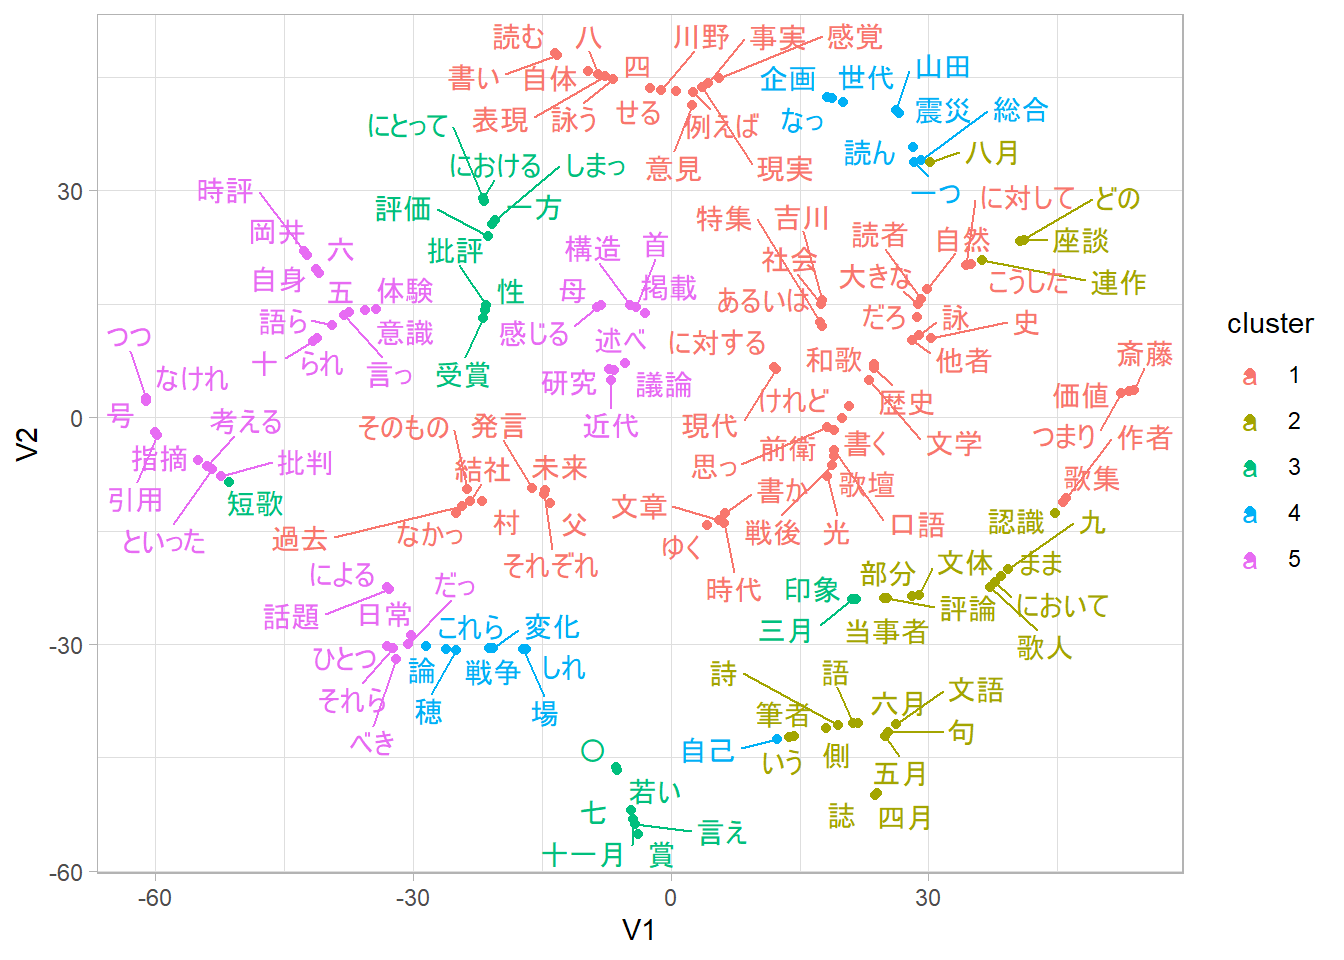 読む 八 川野 事実 感覚
書い 自体 四 企画 世代 山田
表現 詠う せる 例えば なっ 震災 総合
にとって
における しまっ 意見 現実 読ん 八月
時評 評価 一方 一つ に対して どの
岡井 六 批評 構造 首 特集 吉川 読者 自然 座談
自身 五 体験 性 母 掲載 社会 大きな こうした 連作
つつ 語ら 意識 感じる 述べ あるいは だろ 詠 史
十 られ 言っ 受賞 に対する 和歌 他者 斎藤
なけれ 研究 議論 けれど 歴史 価値
号 考える そのもの 発言 近代 現代 前衛 書く 文学 つまり 作者
指摘 批判 結社 未来 思っ 歌壇 歌集
引用 短歌 村 父 文章 書か 戦後 光 口語 認識 九
といった 過去 なかっ それぞれ ゆく 時代
による だっ 部分 文体 まま
話題 日常 印象 評論 において
ひとつ これら 変化 三月 当事者 歌人
それら 論 戦争 しれ 詩 語
べき 穂 場 筆者 六月 文語
○ 自己 いう 側 句
若い 五月
七 言え 誌 四月
十一月 賞
30
0
-30
-60
-60 -30 0 30
V1
V2
cluster
a 1
a 2
a 3
a 4
a 5